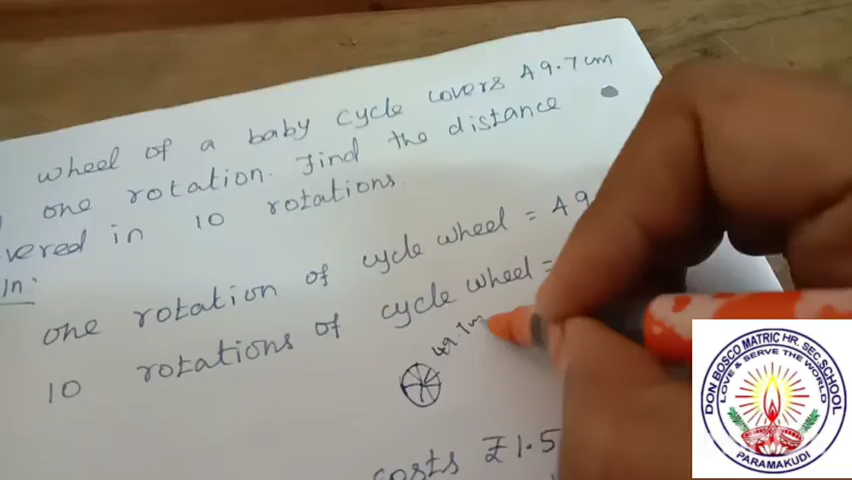 wheel of a baby cycle covers 49.7cm
one rotation. Find the distance
vered in 10 rotations.
ln:
one rotation of cycle wheel = 49
10 rotations of cycle wheel =
49.7cm
costs ₹1.5
DON BOSCO MATRIC HR. SEC. SCHOOL
LOVE & SERVE THE WORLD
PARAMAKUDI